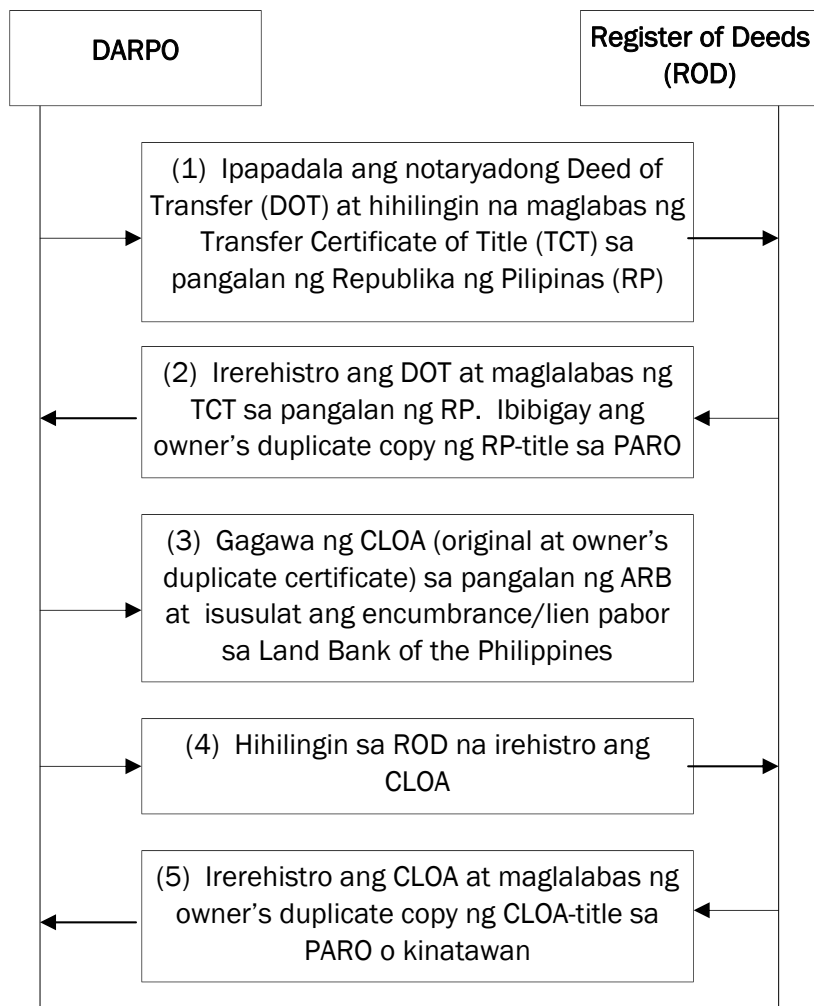 DARPO
Register of Deeds
(ROD)
(1) Ipapadala ang notaryadong Deed of
Transfer (DOT) at hihilingin na maglabas ng
Transfer Certificate of Title (TCT) sa
pangalan ng Republika ng Pilipinas (RP)
(2) Irerehistro ang DOT at maglalabas ng
TCT sa pangalan ng RP. Ibibigay ang
owner’s duplicate copy ng RP-title sa PARO
(3) Gagawa ng CLOA (original at owner’s
duplicate certificate) sa pangalan ng ARB
at isusulat ang encumbrance/lien pabor
sa Land Bank of the Philippines
(4) Hihilingin sa ROD na irehistro ang
CLOA
(5) Irerehistro ang CLOA at maglalabas ng
owner’s duplicate copy ng CLOA-title sa
PARO o kinatawan